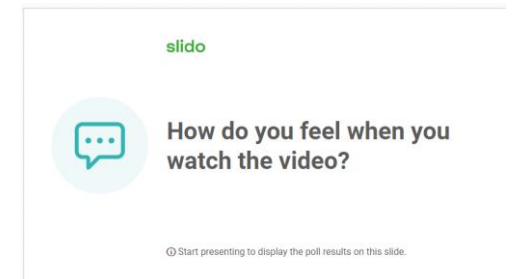 slido
How do you feel when you
watch the video?
Start presenting to display the poll results on this slide.